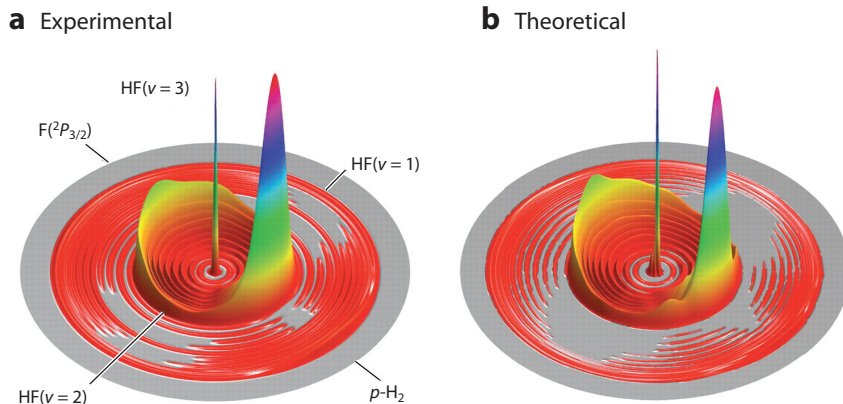 a Experimental
b Theoretical
HF(v = 3)
F(²P₃/₂)
HF(v = 1)
HF(v = 2)
p-H₂